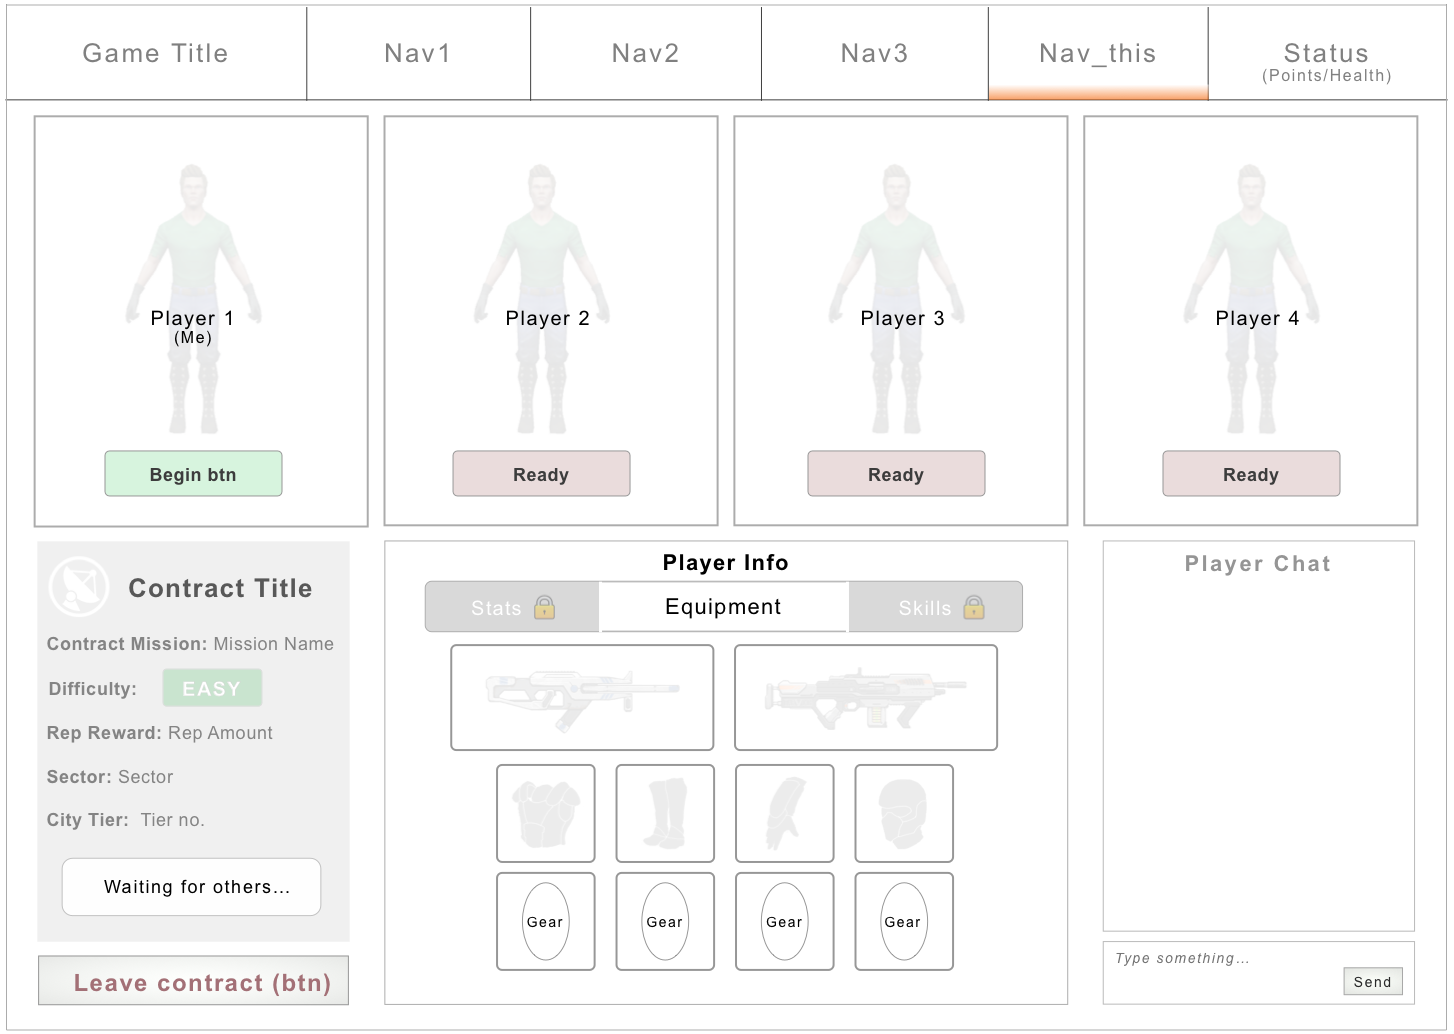 Game Title
Nav1
Nav2
Nav3
Nav_this
Status
(Points/Health)
Player 1
(Me)
Player 2
Player 3
Player 4
Begin btn
Ready
Ready
Ready
Contract Title
Contract Mission: Mission Name
Difficulty: EASY
Rep Reward: Rep Amount
Sector: Sector
City Tier: Tier no.
Waiting for others...
Leave contract (btn)
Player Info
Stats
Equipment
Skills
Gear
Gear
Gear
Gear
Player Chat
Type something...
Send